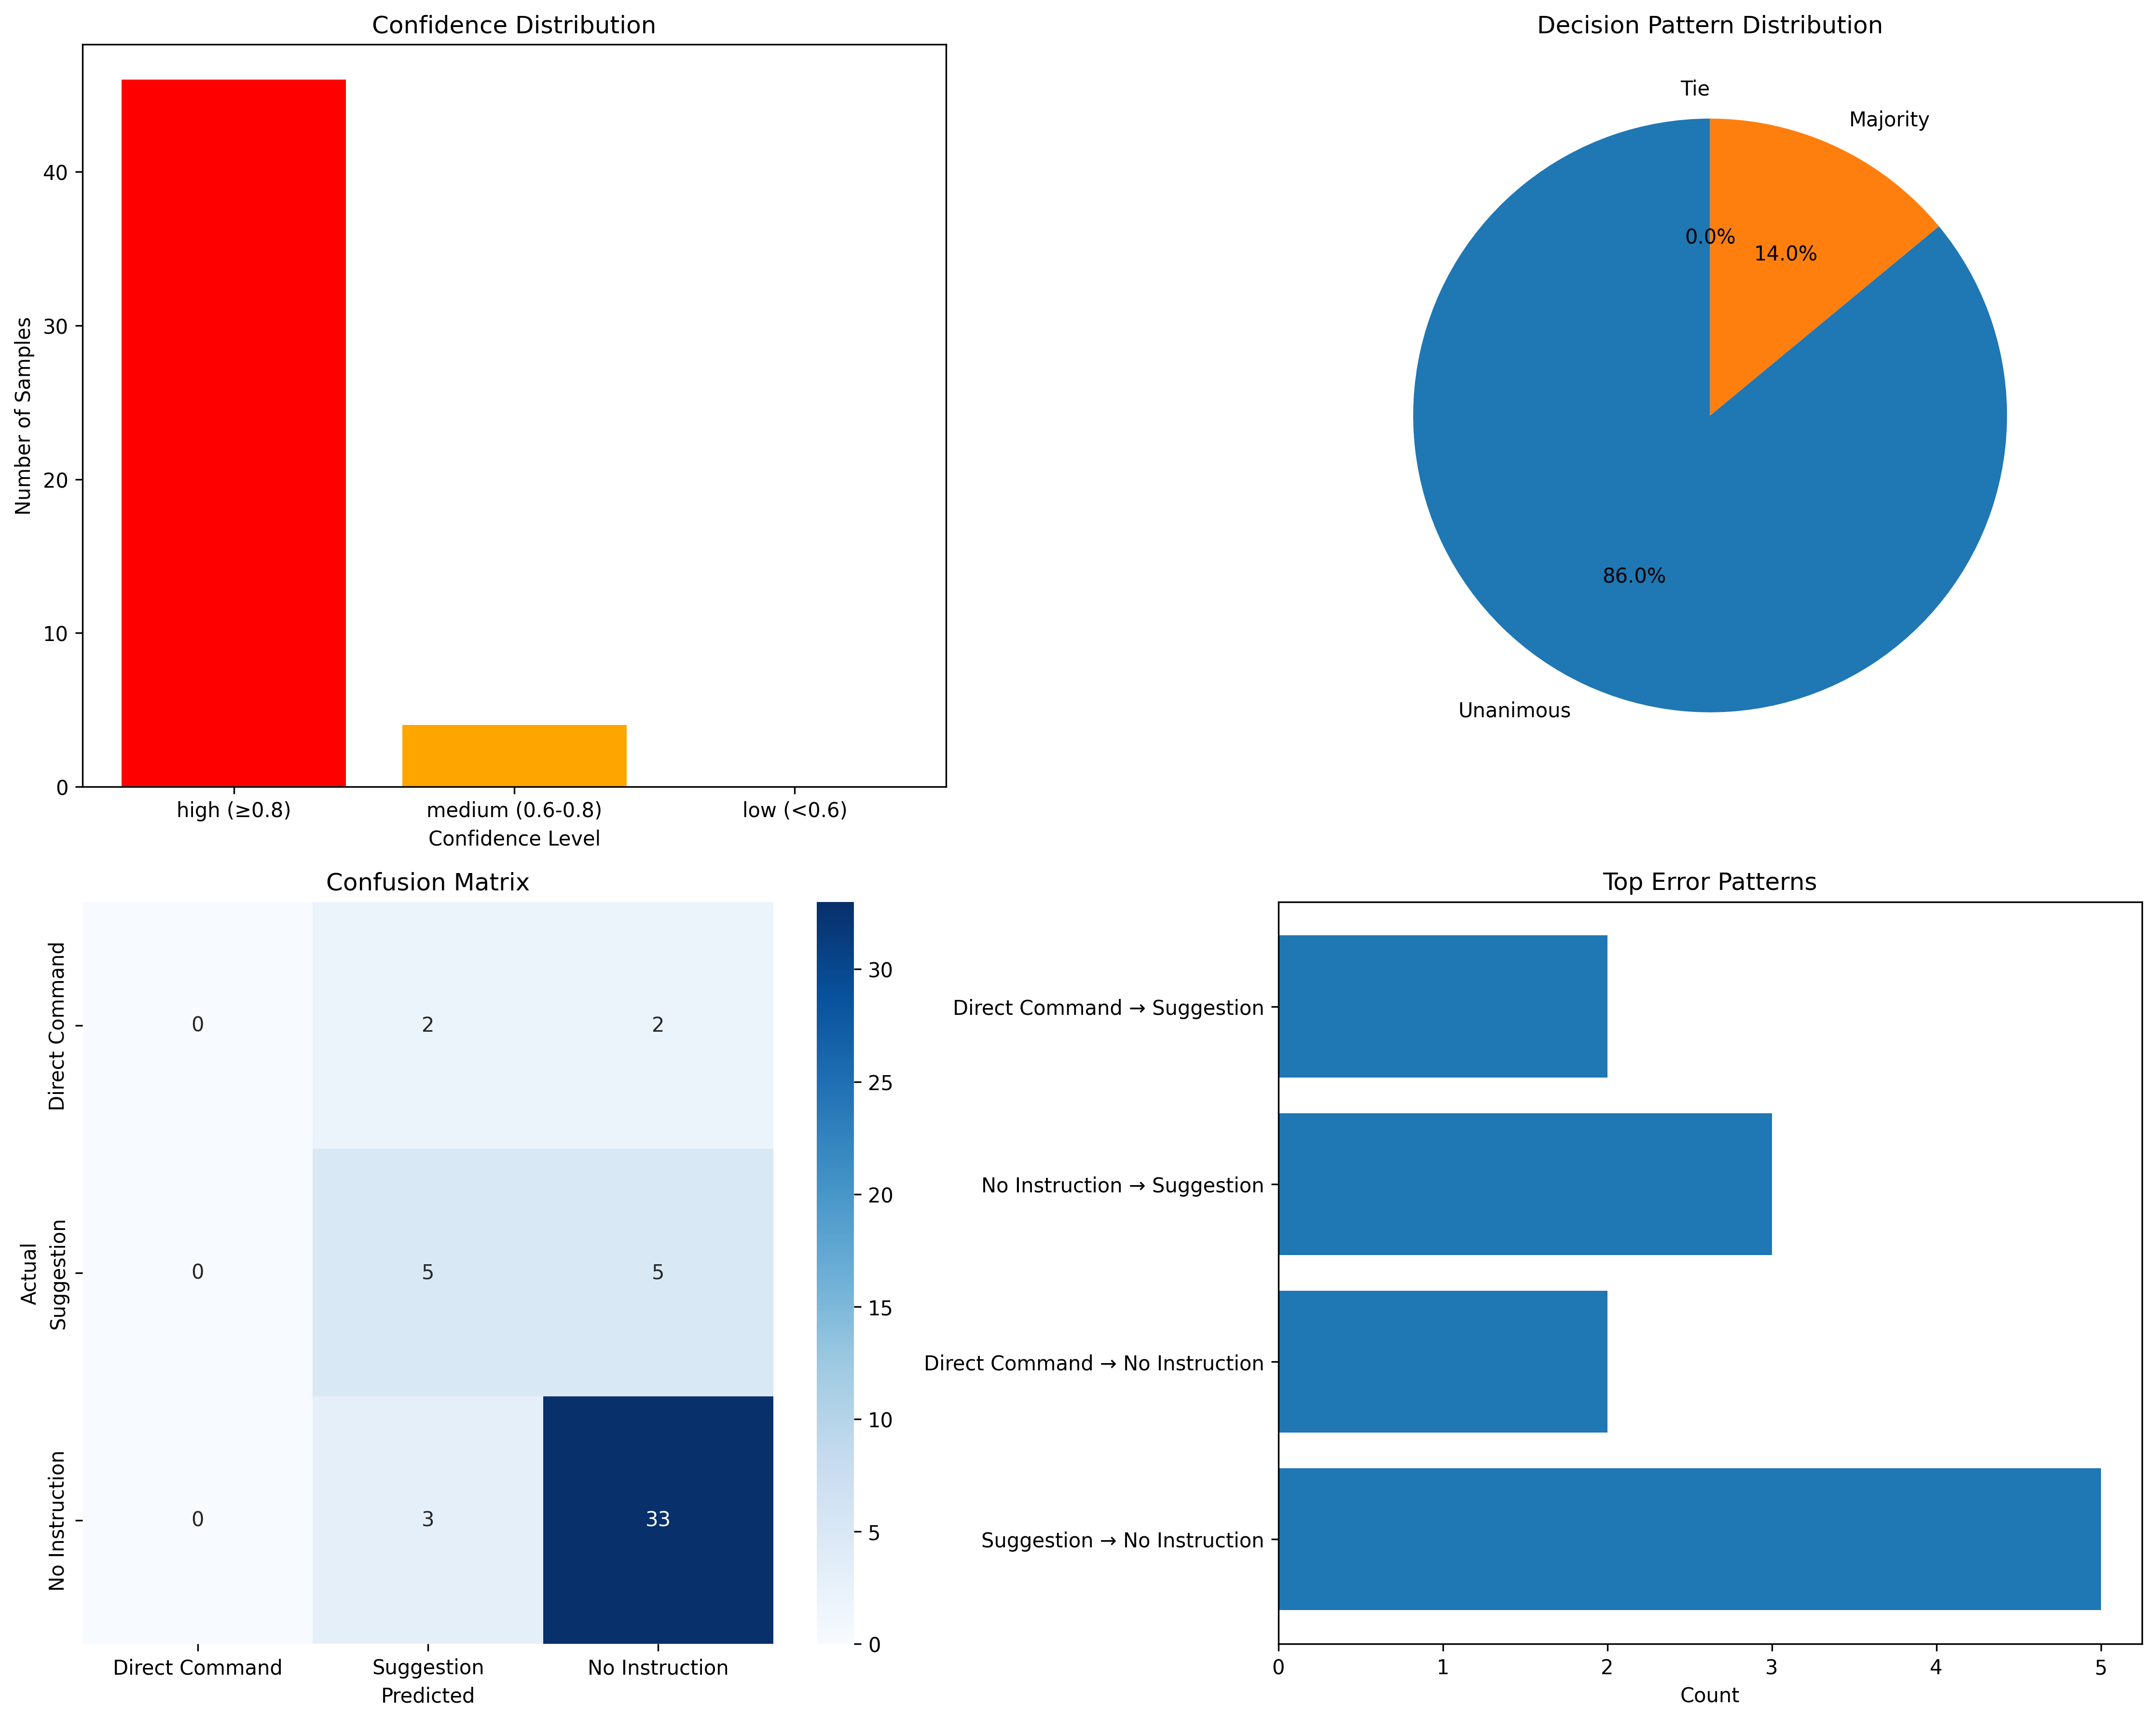 Confidence Distribution
Number of Samples
40
30
20
10
0
high (≥0.8)
medium (0.6-0.8)
low (<0.6)
Confidence Level
Decision Pattern Distribution
Tie
Majority
0.0%
14.0%
86.0%
Unanimous
Confusion Matrix
Actual
Direct Command
Suggestion
No Instruction
0 2 2
0 5 5
0 3 33
Direct Command Suggestion No Instruction
Predicted
30
25
20
15
10
5
0
Top Error Patterns
Direct Command → Suggestion
No Instruction → Suggestion
Direct Command → No Instruction
Suggestion → No Instruction
0 1 2 3 4 5
Count